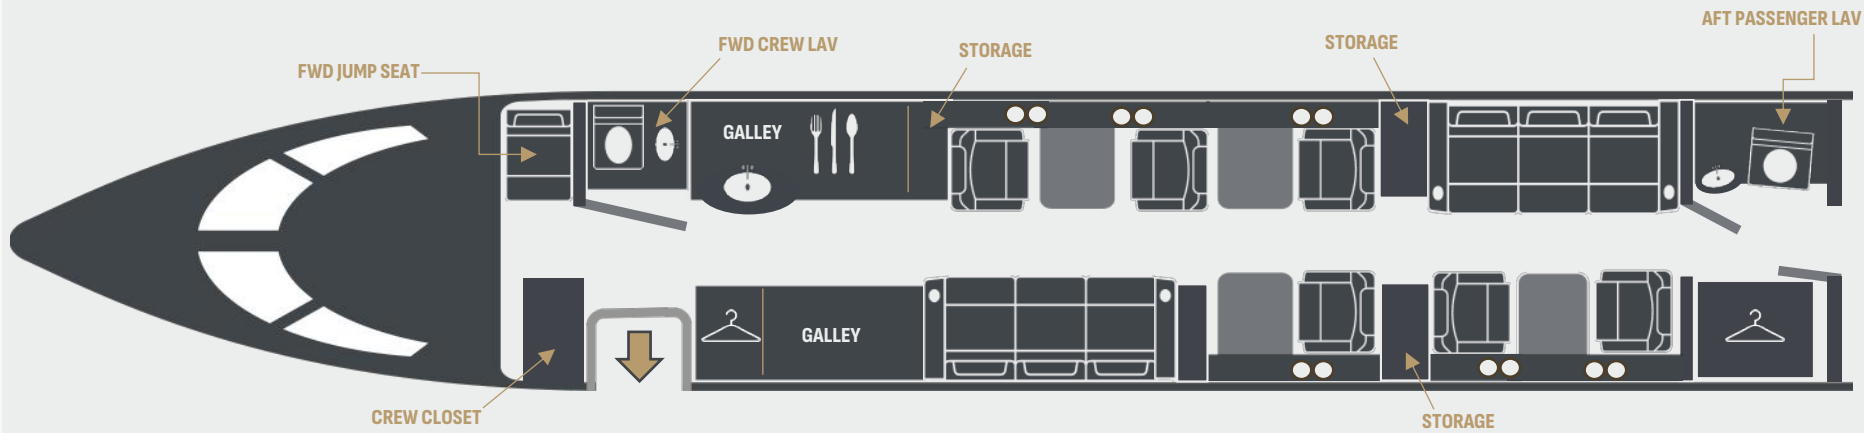 AFT PASSENGER LAV
FWD CREW LAV
STORAGE
STORAGE
FWD JUMP SEAT
GALLEY
GALLEY
CREW CLOSET
STORAGE